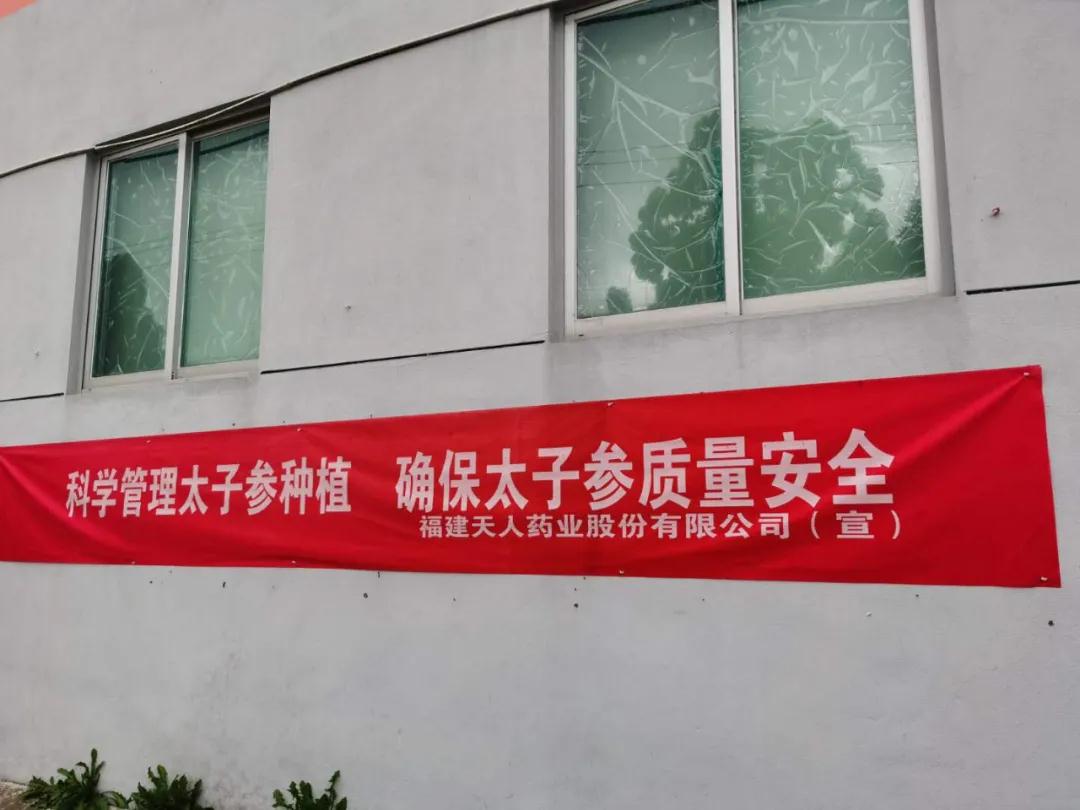 科学管理太子参种植 确保太子参质量安全
福建天人药业股份有限公司（宣）